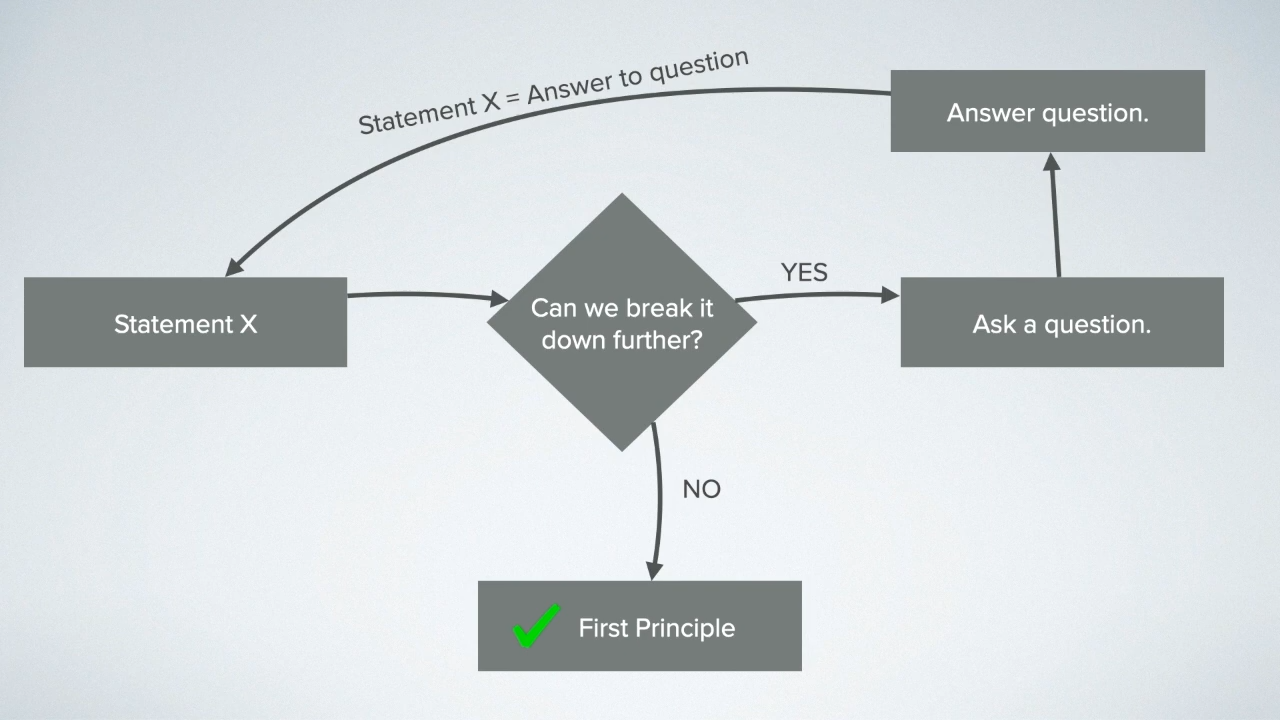 Statement X = Answer to question
Answer question.
Statement X
Can we break it
down further?
YES
Ask a question.
NO
First Principle